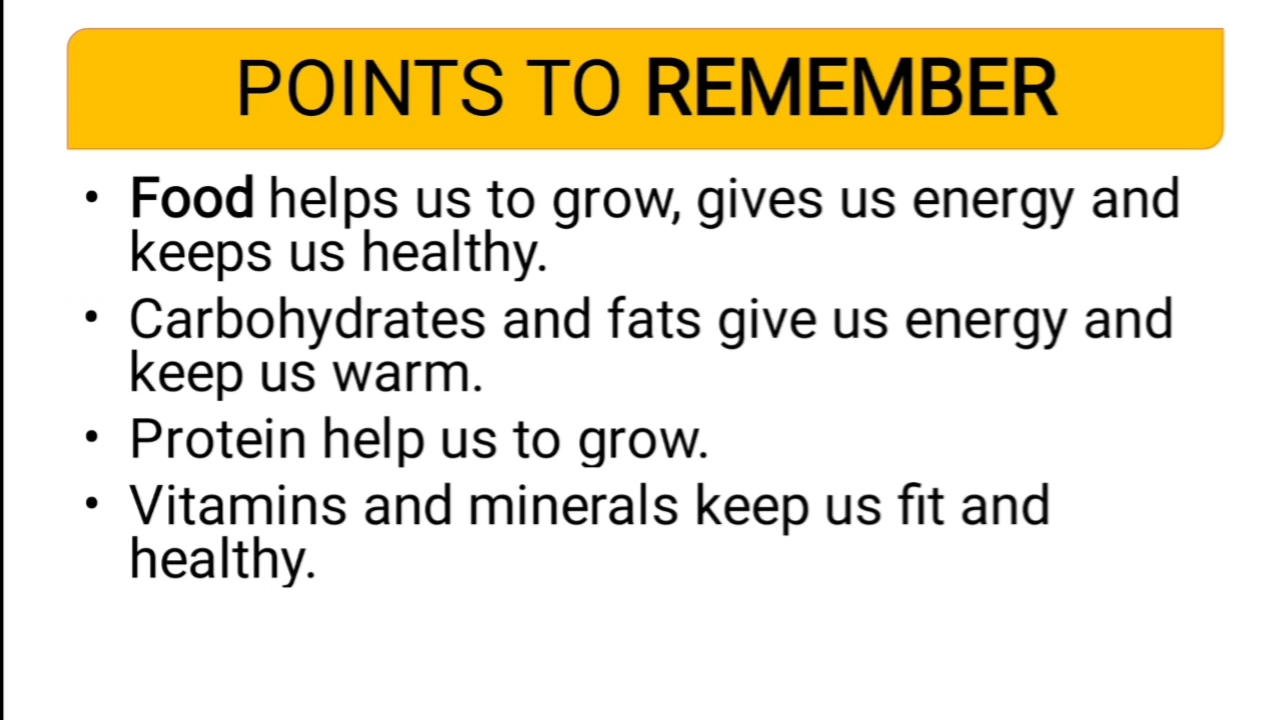 POINTS TO REMEMBER
• Food helps us to grow, gives us energy and
keeps us healthy.
• Carbohydrates and fats give us energy and
keep us warm.
• Protein help us to grow.
• Vitamins and minerals keep us fit and
healthy.